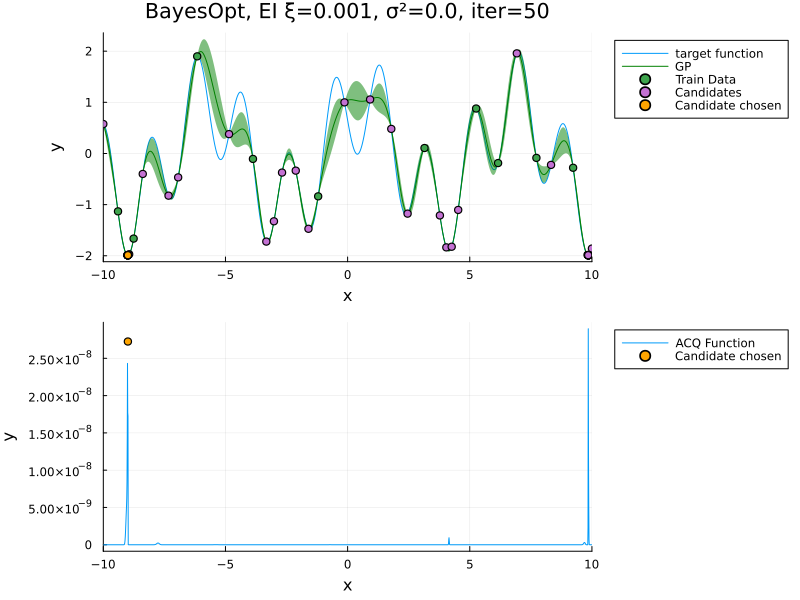 BayesOpt, EI ξ=0.001, σ²=0.0, iter=50
2
1
0
−1
−2
y
−10
−5
0
5
10
x
target function
GP
Train Data
Candidates
Candidate chosen
2.50×10⁻⁸
2.00×10⁻⁸
1.50×10⁻⁸
1.00×10⁻⁸
5.00×10⁻⁹
0
y
−10
−5
0
5
10
x
ACQ Function
Candidate chosen